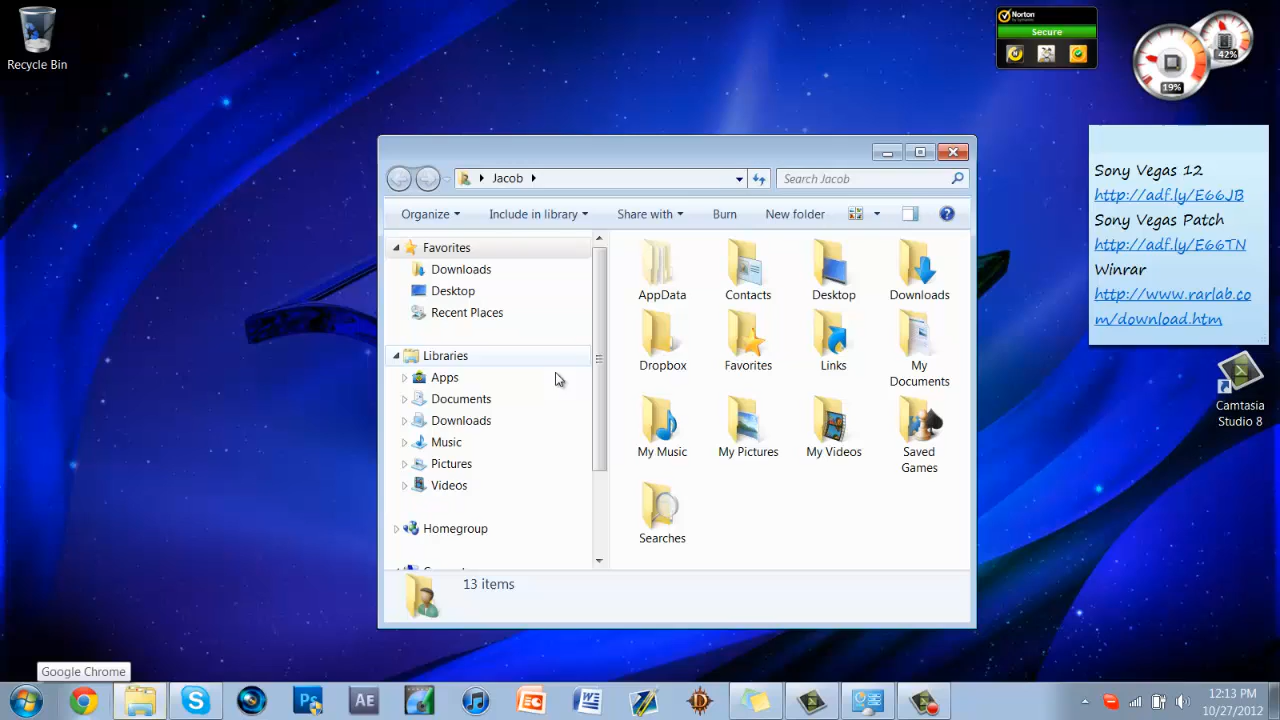 Recycle Bin
Norton
by Symantec
Secure
42%
19%
Jacob
Search Jacob
Organize
Include in library
Share with
Burn
New folder
Favorites
Downloads
Desktop
Recent Places
Libraries
Apps
Documents
Downloads
Music
Pictures
Videos
Homegroup
AppData
Contacts
Desktop
Downloads
Dropbox
Favorites
Links
My
Documents
My Music
My Pictures
My Videos
Saved
Games
Searches
13 items
Sony Vegas 12
http://adf.ly/E66JB
Sony Vegas Patch
http://adf.ly/E66TN
Winrar
http://www.rarlab.co
m/download.htm
Camtasia
Studio 8
Google Chrome
Ps
AE
12:13 PM
10/27/2012